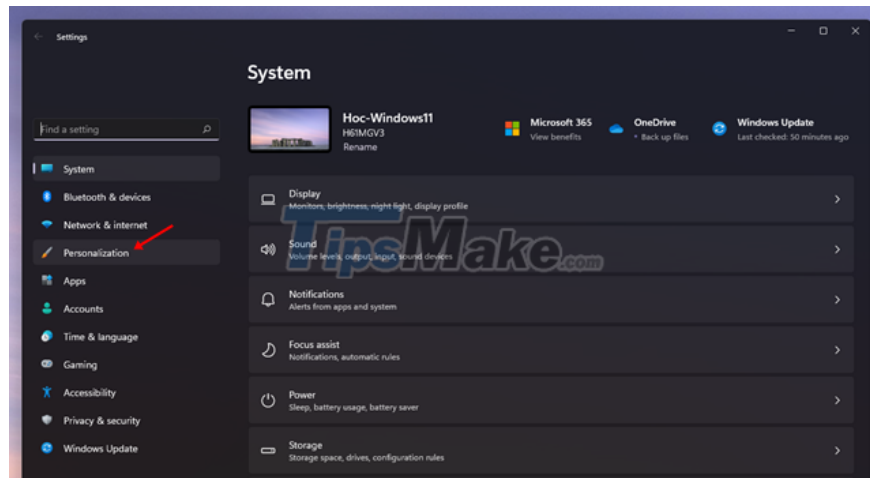 Settings
System
Find a setting
Hoc-Windows11
H61MGV3
Rename
Microsoft 365
View benefits
OneDrive
• Back up files
Windows Update
Last checked: 50 minutes ago
System
Bluetooth & devices
Network & internet
Personalization
Apps
Accounts
Time & language
Gaming
Accessibility
Privacy & security
Windows Update
Display
Monitors, brightness, night light, display profile
Sound
Volume levels, output, input, sound devices
TipsMake.com
Notifications
Alerts from apps and system
Focus assist
Notifications, automatic rules
Power
Sleep, battery usage, battery saver
Storage
Storage space, drives, configuration rules